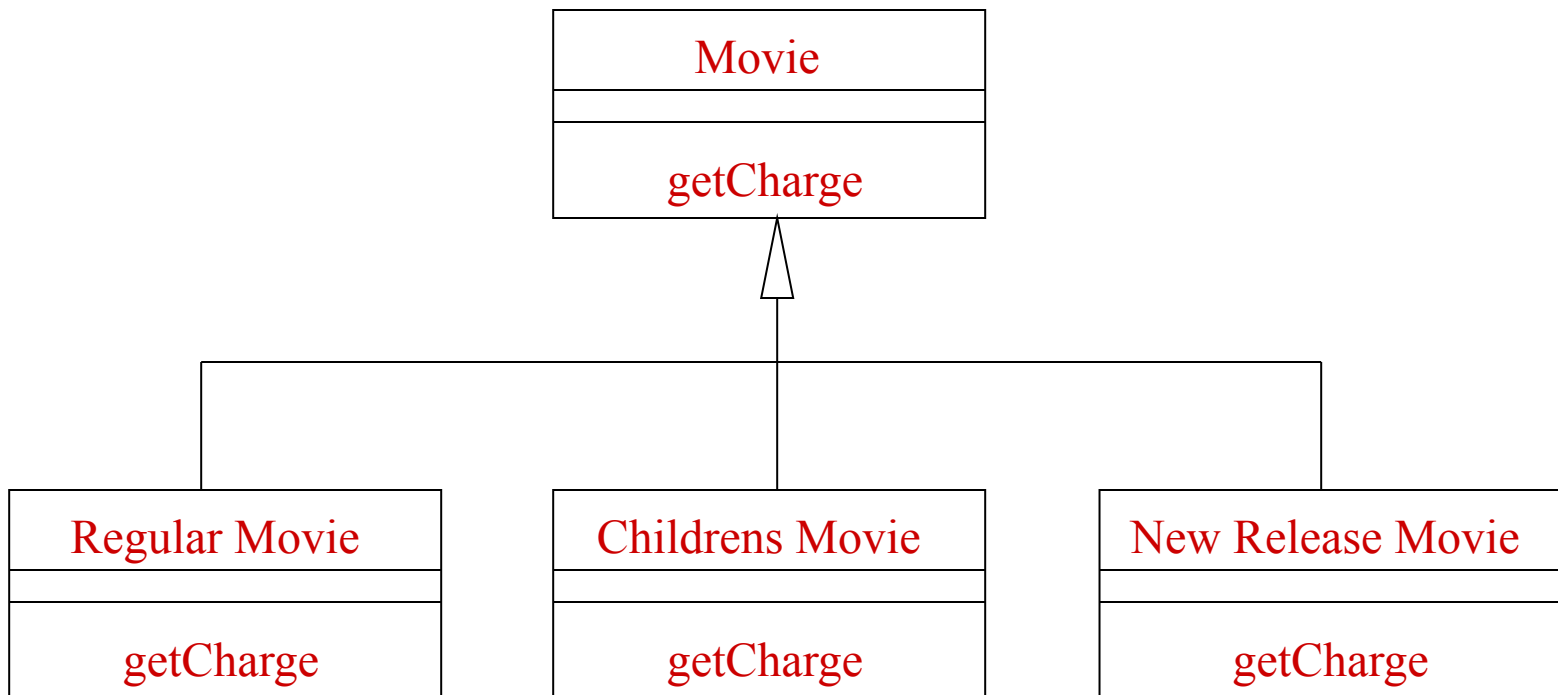 Movie
getCharge
Regular Movie
Childrens Movie
New Release Movie
getCharge
getCharge
getCharge